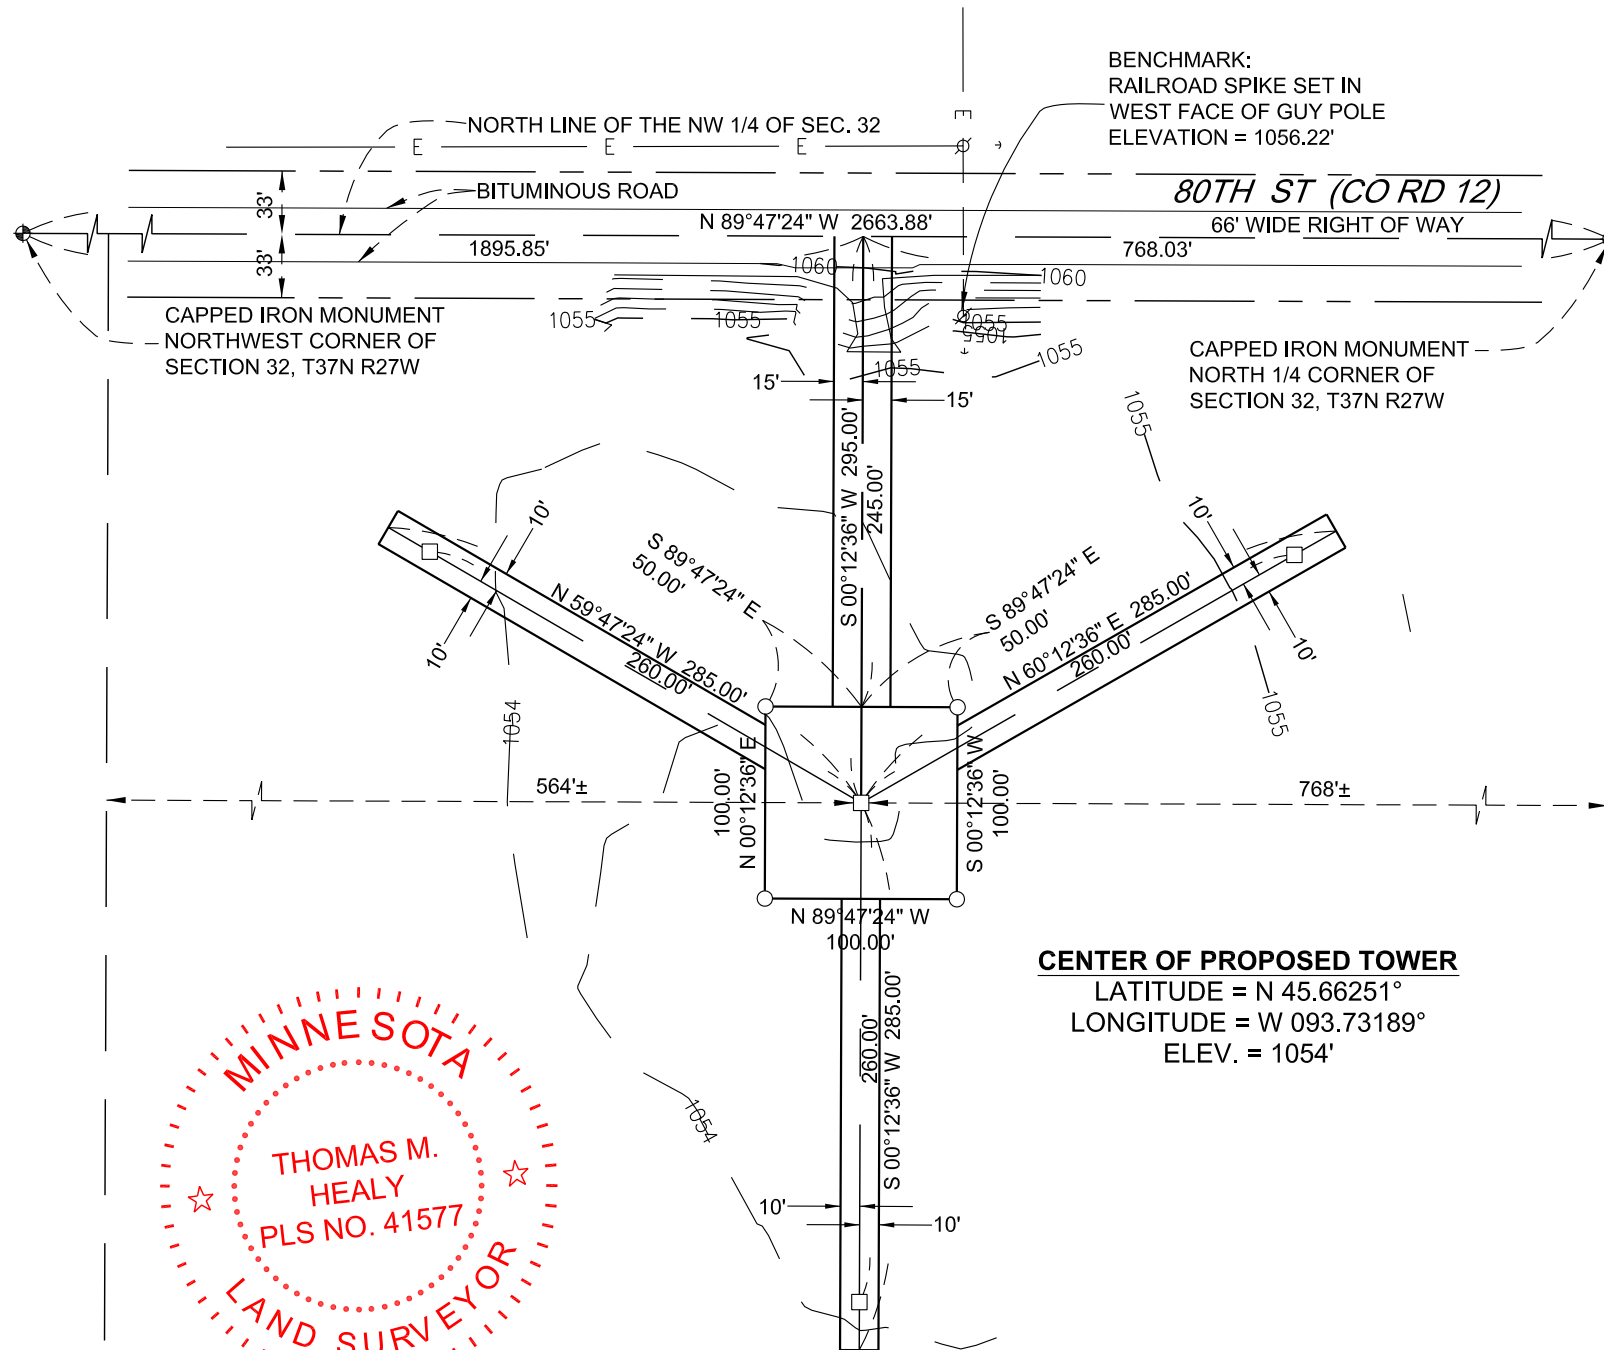 BENCHMARK:
RAILROAD SPIKE SET IN
WEST FACE OF GUY POLE
ELEVATION = 1056.22'
NORTH LINE OF THE NW 1/4 OF SEC. 32
E
E
E
E
BITUMINOUS ROAD
80TH ST (CO RD 12)
66' WIDE RIGHT OF WAY
33'
33'
N 89°47'24" W 2663.88'
1895.85'
768.03'
1060
1060
CAPPED IRON MONUMENT
NORTHWEST CORNER OF
SECTION 32, T37N R27W
1055
1055
1055
1055
1055
1055
CAPPED IRON MONUMENT
NORTH 1/4 CORNER OF
SECTION 32, T37N R27W
15'
15'
1055
S 00°12'36" W 295.00'
245.00'
10'
10'
S 89°47'24" E
50.00'
N 59°47'24" W 285.00'
260.00'
S 89°47'24" E
50.00'
N 60°12'36" E 285.00'
260.00'
10'
10'
1054
1055
564'±
768'±
N 00°12'36" E
100.00'
S 00°12'36" W
100.00'
N 89°47'24" W
100.00'
CENTER OF PROPOSED TOWER
LATITUDE = N 45.66251°
LONGITUDE = W 093.73189°
ELEV. = 1054'
260.00'
S 00°12'36" W 285.00'
1054
10'
10'
MINNESOTA
THOMAS M.
HEALY
PLS NO. 41577
LAND SURVEYOR